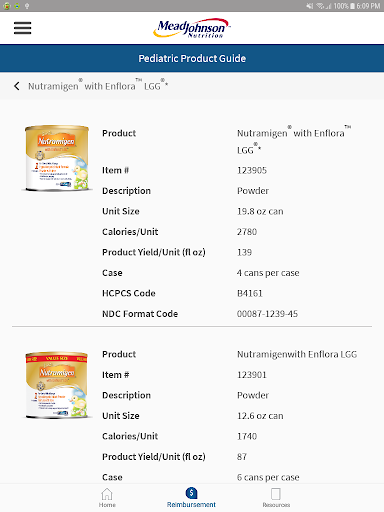 6:09 PM
100%
MeadJohnson™
Nutrition
Pediatric Product Guide
Nutramigen® with Enflora™ LGG®*
Nutramigen
Product Nutramigen® with Enflora™
LGG®*
Item # 123905
Description Powder
Unit Size 19.8 oz can
Calories/Unit 2780
Product Yield/Unit (fl oz) 139
Case 4 cans per case
HCPCS Code B4161
NDC Format Code 00087-1239-45
VALUE SIZE
Nutramigen
Product Nutramigenwith Enflora LGG
Item # 123901
Description Powder
Unit Size 12.6 oz can
Calories/Unit 1740
Product Yield/Unit (fl oz) 87
Case 6 cans per case
Home Reimbursement Resources